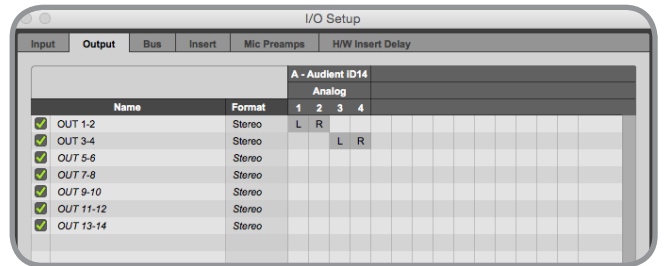 I/O Setup
Input Output Bus Insert Mic Preamps H/W Insert Delay
A - Audient ID14
Analog
Name Format 1 2 3 4
OUT 1-2 Stereo L R
OUT 3-4 Stereo L R
OUT 5-6 Stereo
OUT 7-8 Stereo
OUT 9-10 Stereo
OUT 11-12 Stereo
OUT 13-14 Stereo